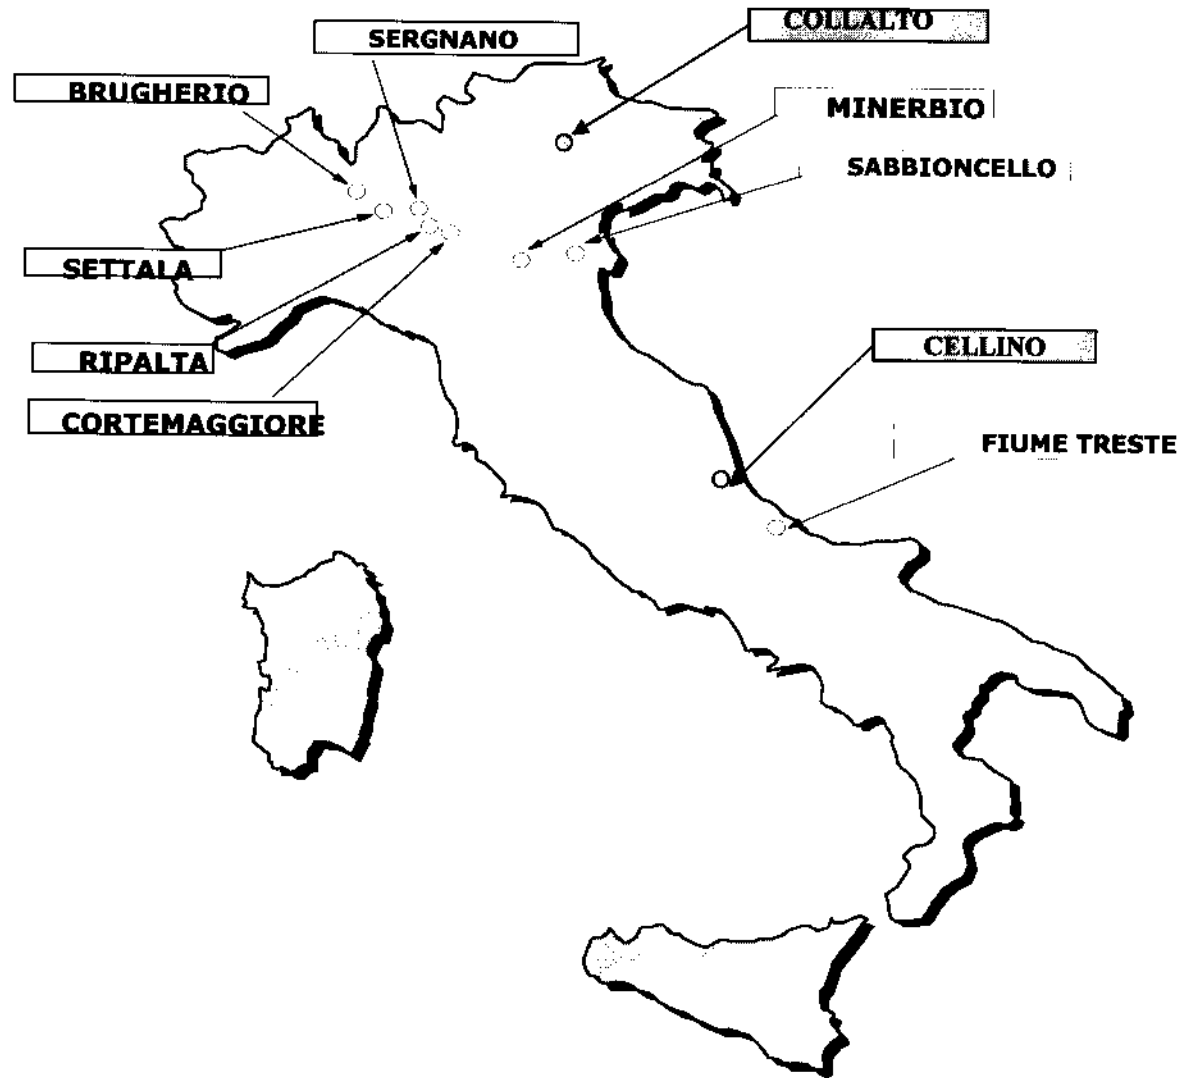 COLLALTO
SERGNANO
BRUGHERIO
MINERBIO
SABBIONCELLO
SETTALA
RIPALTA
CELLINO
CORTEMAGGIORE
FIUME TRESTE